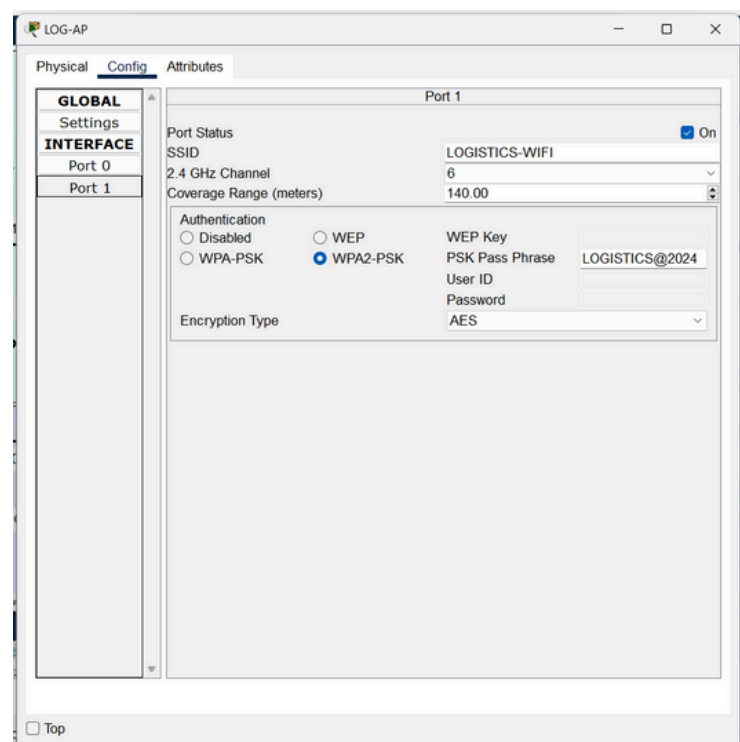 LOG-AP
Physical Config Attributes
GLOBAL
Settings
INTERFACE
Port 0
Port 1
Port 1
Port Status On
SSID LOGISTICS-WIFI
2.4 GHz Channel 6
Coverage Range (meters) 140.00
Authentication
Disabled WEP WEP Key
WPA-PSK WPA2-PSK PSK Pass Phrase LOGISTICS@2024
User ID
Password
Encryption Type AES
Top